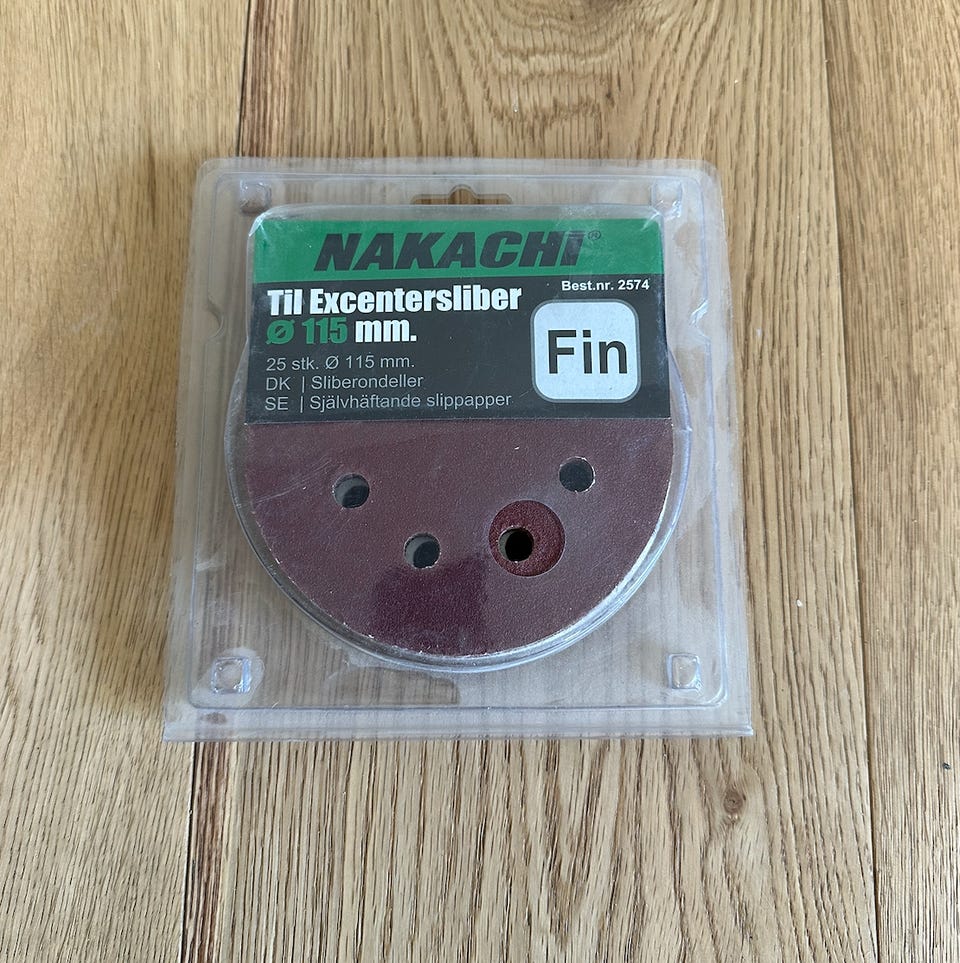 NAKACHI®
Best.nr. 2574
Til Excentersliber
Ø 115 mm.
Fin
25 stk. Ø 115 mm.
DK | Sliberondeller
SE | Självhäftande slippapper